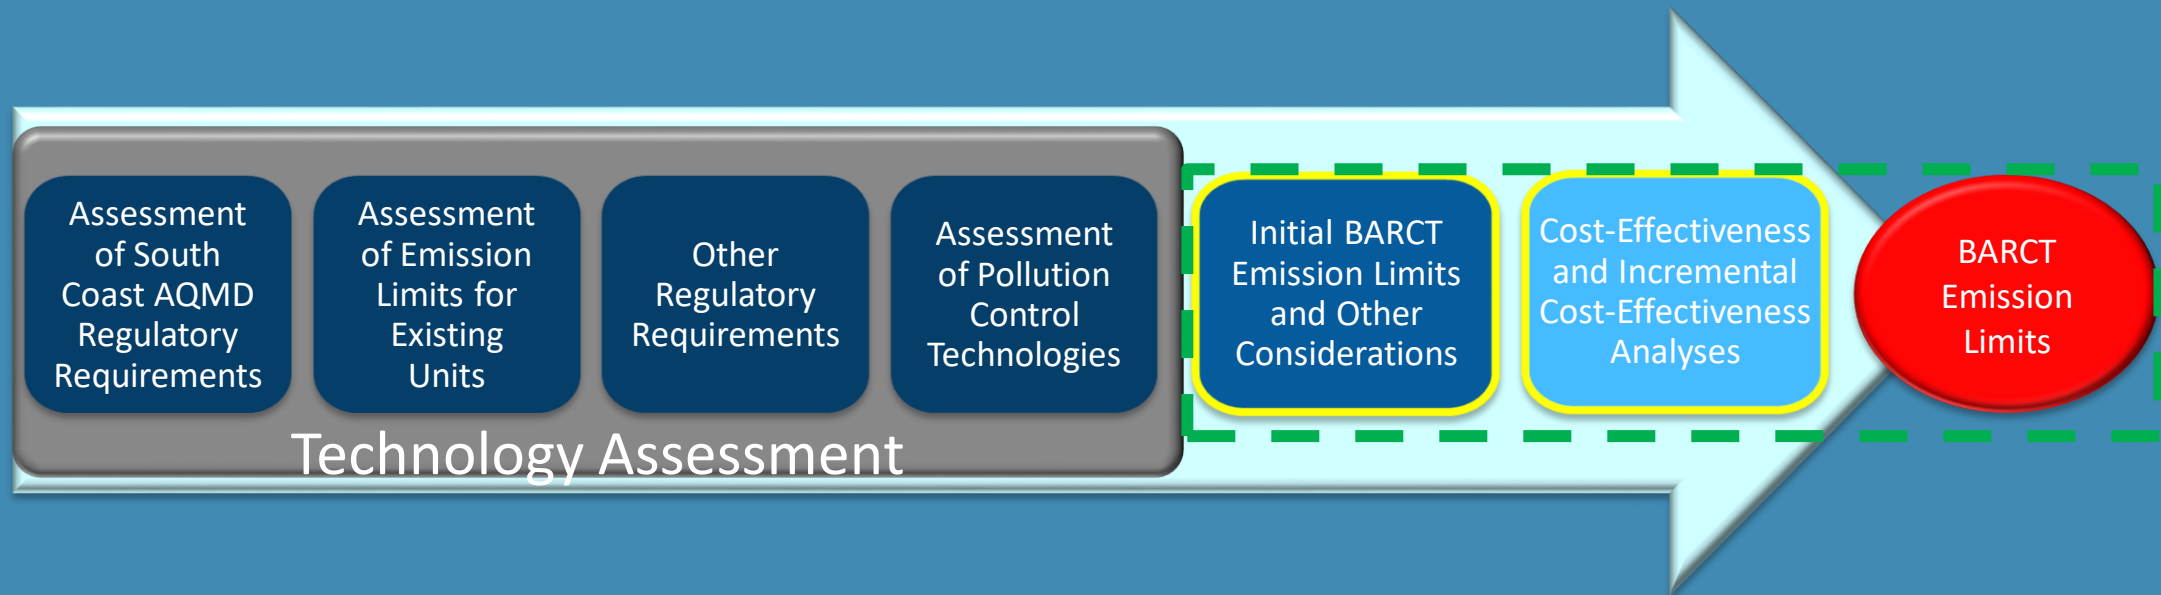 Assessment
of South
Coast AQMD
Regulatory
Requirements
Assessment
of Emission
Limits for
Existing
Units
Other
Regulatory
Requirements
Assessment
of Pollution
Control
Technologies
Technology Assessment
Initial BARCT
Emission Limits
and Other
Considerations
Cost-Effectiveness
and Incremental
Cost-Effectiveness
Analyses
BARCT
Emission
Limits